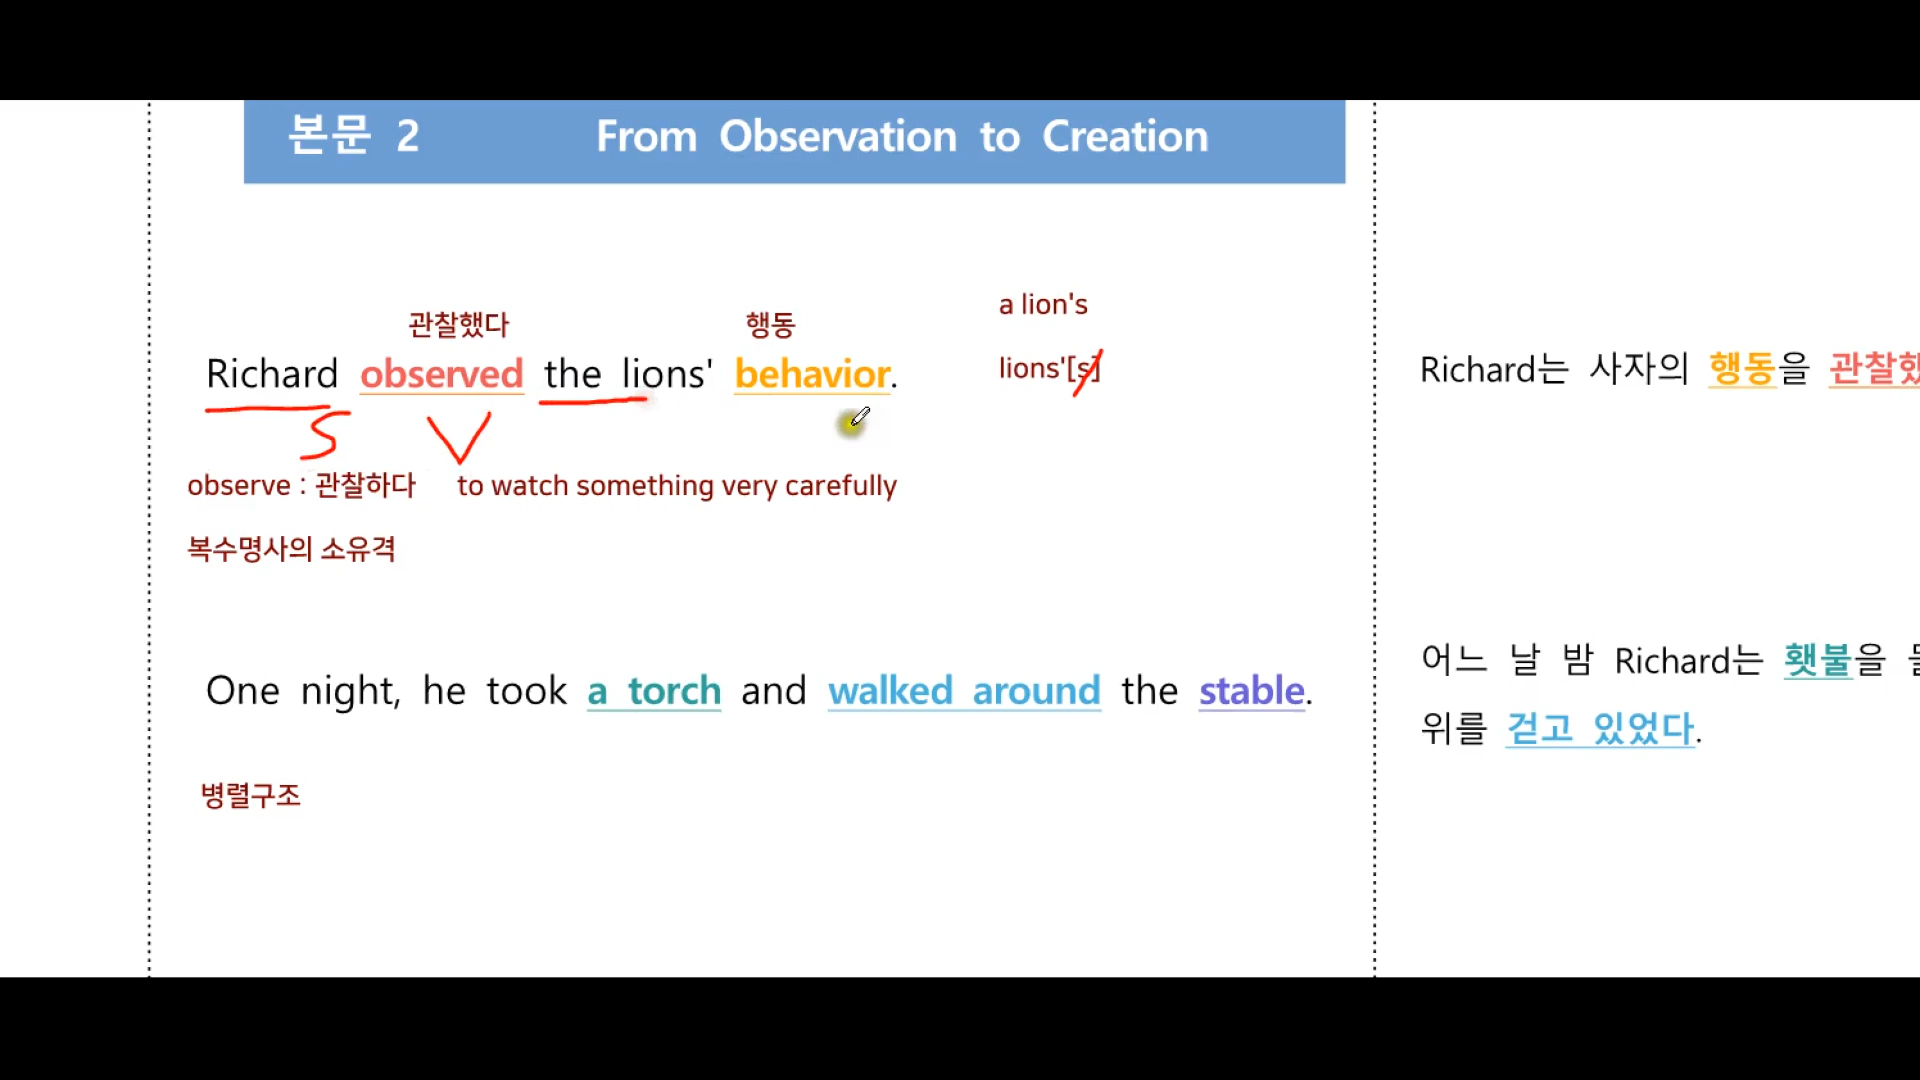 본문 2 From Observation to Creation
a lion's
관찰했다 행동
Richard observed the lions' behavior.
lions'[s]
S V
observe : 관찰하다 to watch something very carefully
복수명사의 소유격
One night, he took a torch and walked around the stable.
병렬구조
Richard는 사자의 행동을 관찰했
어느 날 밤 Richard는 횃불을
위를 걷고 있었다.